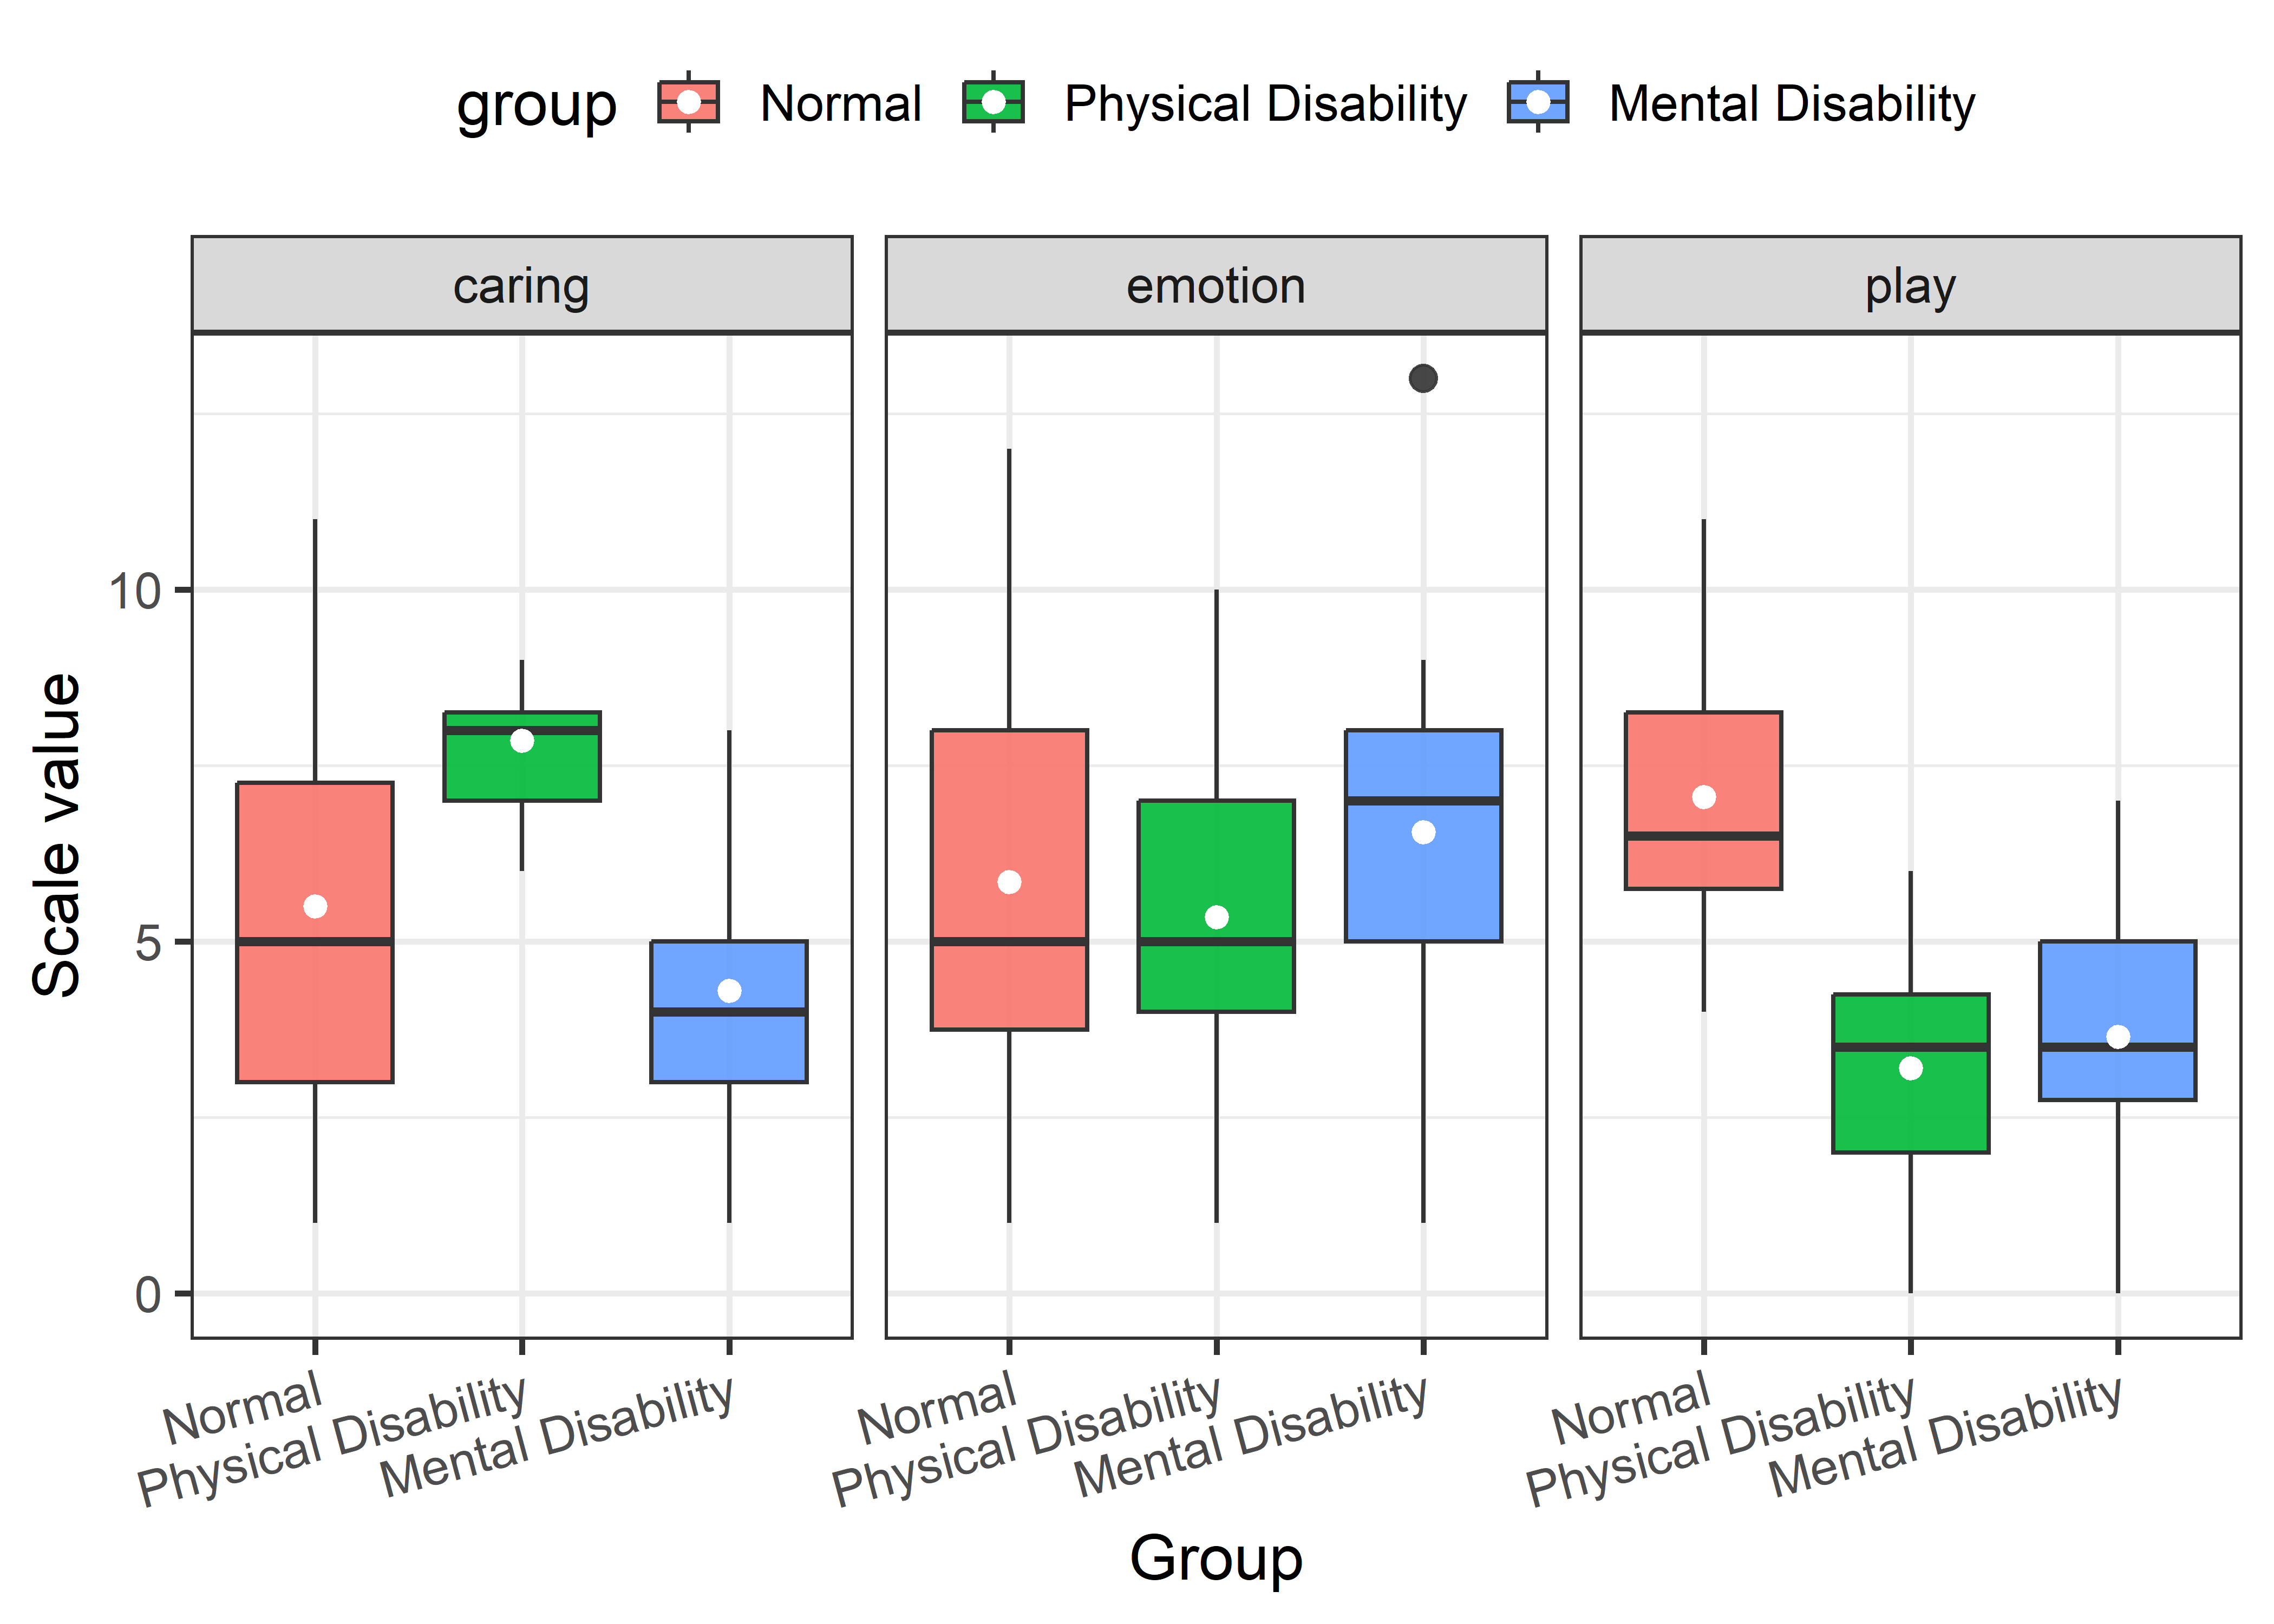 group Normal Physical Disability Mental Disability
caring emotion play
Scale value
10
5
0
Normal Physical Disability Mental Disability
Normal Physical Disability Mental Disability
Normal Physical Disability Mental Disability
Group